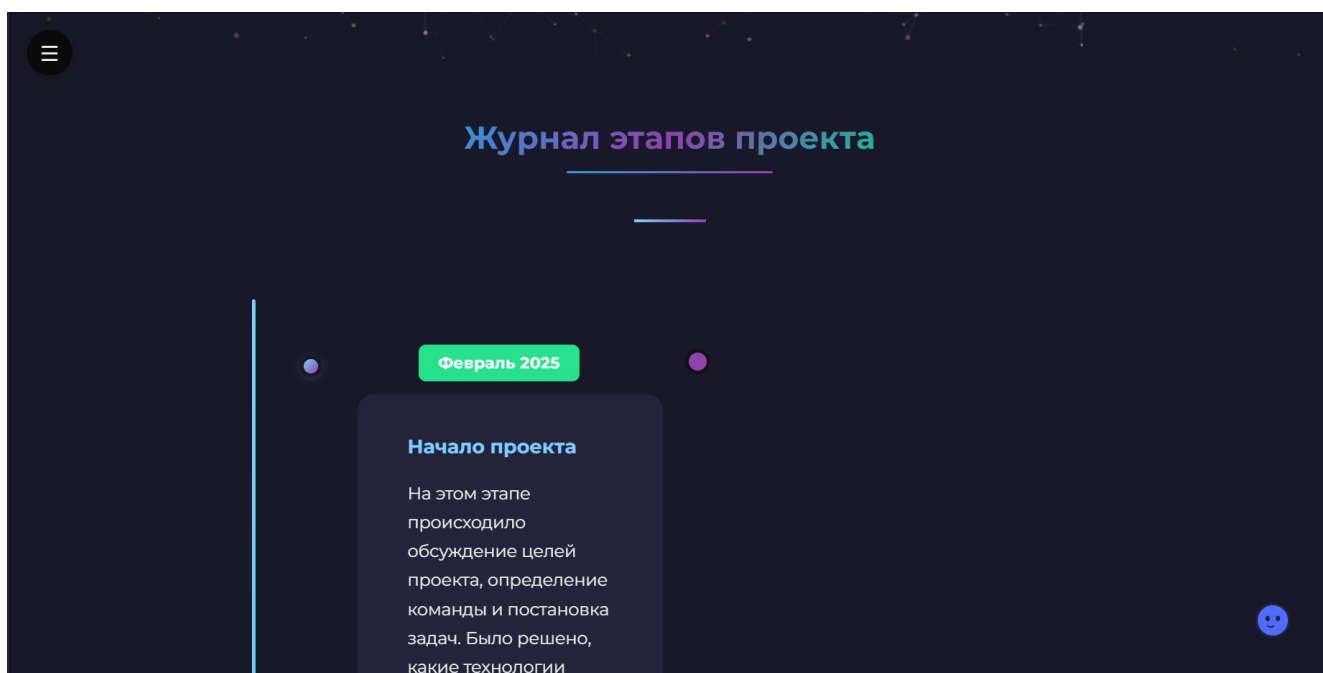 Журнал этапов проекта
Февраль 2025
Начало проекта
На этом этапе
происходило
обсуждение целей
проекта, определение
команды и постановка
задач. Было решено,
какие технологии